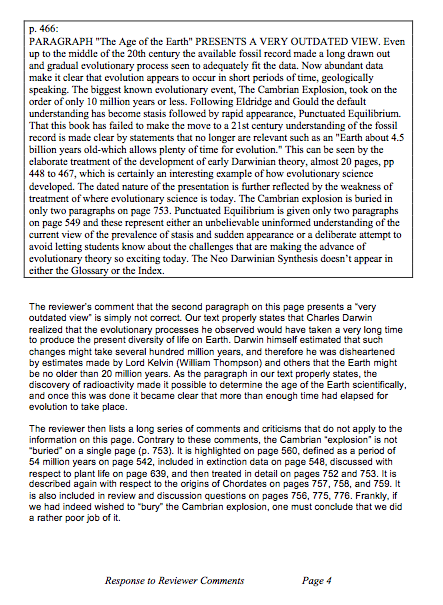 p. 466:
PARAGRAPH "The Age of the Earth" PRESENTS A VERY OUTDATED VIEW. Even
up to the middle of the 20th century the available fossil record made a long drawn out
and gradual evolutionary process seen to adequately fit the data. Now abundant data
make it clear that evolution appears to occur in short periods of time, geologically
speaking. The biggest known evolutionary event, The Cambrian Explosion, took on the
order of only 10 million years or less. Following Eldridge and Gould the default
understanding has become stasis followed by rapid appearance, Punctuated Equilibrium.
That this book has failed to make the move to a 21st century understanding of the fossil
record is made clear by statements that no longer are relevant such as an "Earth about 4.5
billion years old-which allows plenty of time for evolution." This can be seen by the
elaborate treatment of the development of early Darwinian theory, almost 20 pages, pp
448 to 467, which is certainly an interesting example of how evolutionary science
developed. The dated nature of the presentation is further reflected by the weakness of
treatment of where evolutionary science is today. The Cambrian explosion is buried in
only two paragraphs on page 753. Punctuated Equilibrium is given only two paragraphs
on page 549 and these represent either an unbelievable uninformed understanding of the
current view of the prevalence of stasis and sudden appearance or a deliberate attempt to
avoid letting students know about the challenges that are making the advance of
evolutionary theory so exciting today. The Neo Darwinian Synthesis doesn't appear in
either the Glossary or the Index.
The reviewer's comment that the second paragraph on this page presents a "very
outdated view" is simply not correct. Our text properly states that Charles Darwin
realized that the evolutionary processes he observed would have taken a very long time
to produce the present diversity of life on Earth. Darwin himself estimated that such
changes might take several hundred million years, and therefore he was disheartened
by estimates made by Lord Kelvin (William Thompson) and others that the Earth might
be no older than 20 million years. As the paragraph in our text properly states, the
discovery of radioactivity made it possible to determine the age of the Earth scientifically,
and once this was done it became clear that more than enough time had elapsed for
evolution to take place.
The reviewer then lists a long series of comments and criticisms that do not apply to the
information on this page. Contrary to these comments, the Cambrian "explosion" is not
"buried" on a single page (p. 753). It is highlighted on page 560, defined as a period of
54 million years on page 542, included in extinction data on page 548, discussed with
respect to plant life on page 639, and then treated in detail on pages 752 and 753. It is
described again with respect to the origins of Chordates on pages 757, 758, and 759. It
is also included in review and discussion questions on pages 756, 775, 776. Frankly, if
we had indeed wished to "bury" the Cambrian explosion, one must conclude that we did
a rather poor job of it.
Response to Reviewer Comments Page 4